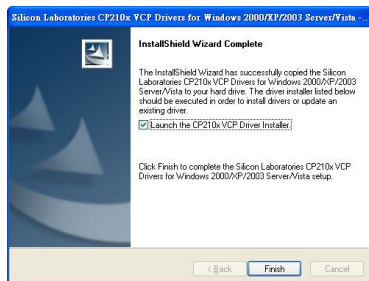 Silicon Laboratories CP210x VCP Drivers for Windows 2000/XP/2003 Server/Vista -...
InstallShield Wizard Complete
The InstallShield Wizard has successfully copied the Silicon
Laboratories CP210x VCP Drivers for Windows 2000/XP/2003
Server/Vista to your hard drive. The driver installer listed below
should be executed in order to install drivers or update an
existing driver.
Launch the CP210x VCP Driver Installer.
Click Finish to complete the Silicon Laboratories CP210x VCP
Drivers for Windows 2000/XP/2003 Server/Vista setup.
< Back
Finish
Cancel